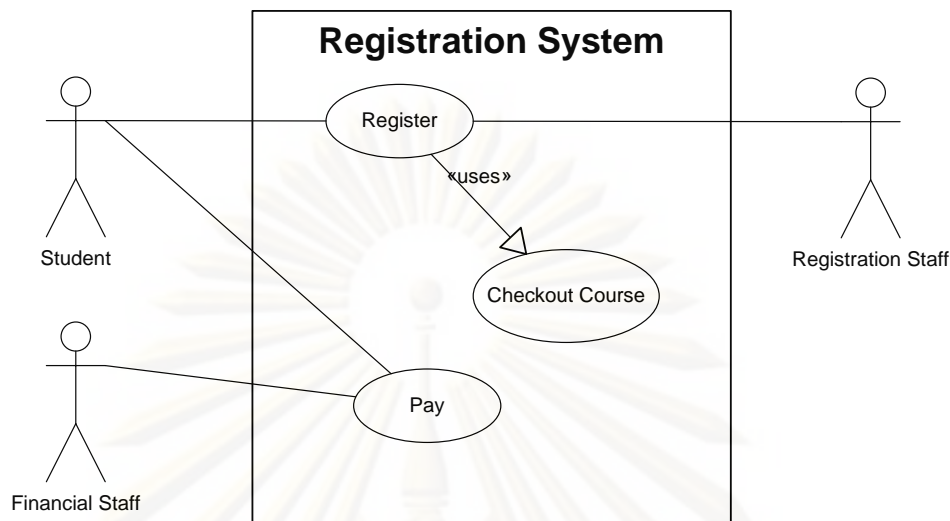 Registration System
Register
«uses»
Student
Registration Staff
Checkout Course
Pay
Financial Staff